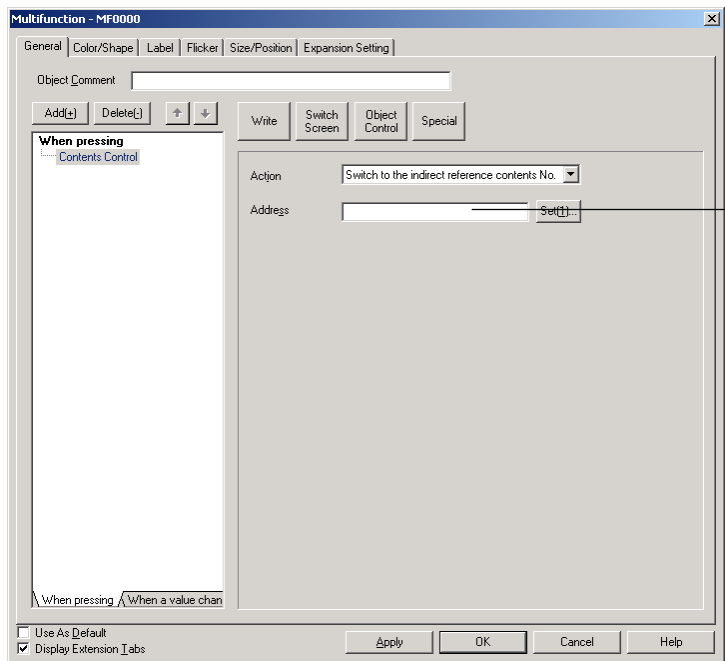 Multifunction - MF0000
General Color/Shape Label Flicker Size/Position Expansion Setting
Object Comment
Add(+) Delete(-)
Write Switch Screen Object Control Special
When pressing
Contents Control
Action Switch to the indirect reference contents No.
Address Set(1)...
When pressing When a value chan
Use As Default
Display Extension Tabs
Apply OK Cancel Help